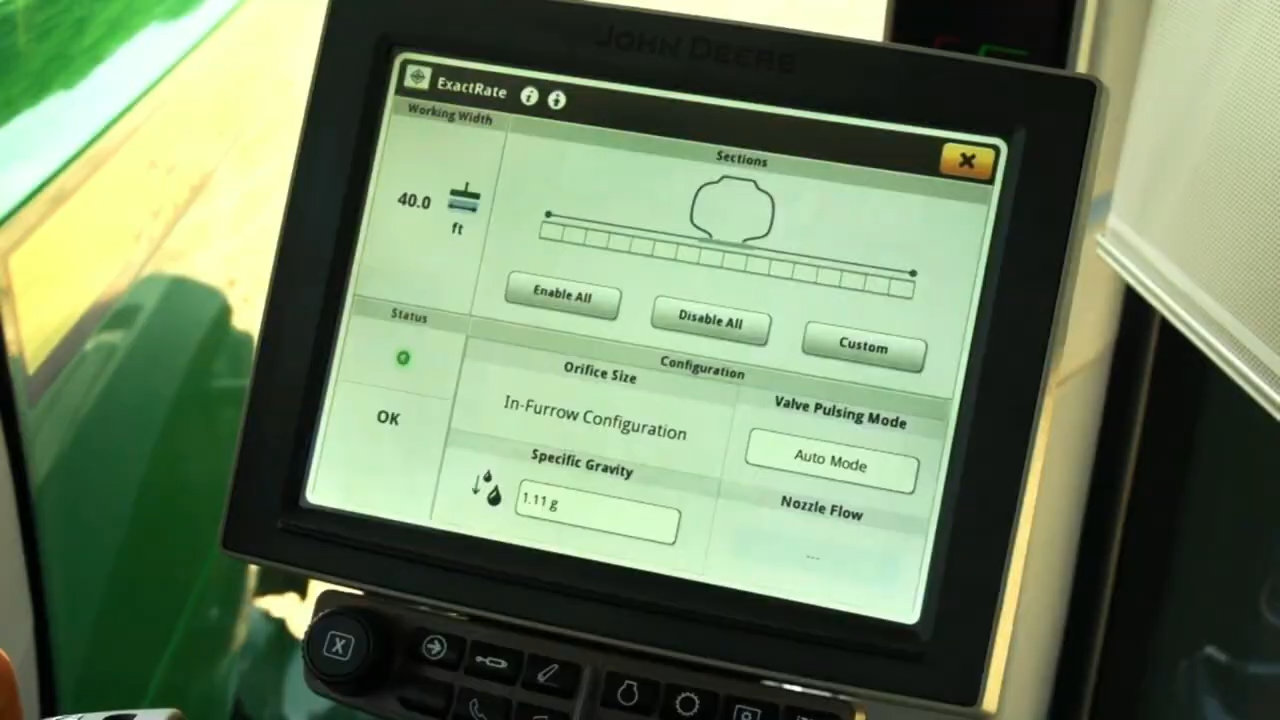 JOHN DEERE
ExactRate
Working Width
40.0
ft
Sections
Enable All
Disable All
Custom
Status
OK
Configuration
Orifice Size
In-Furrow Configuration
Specific Gravity
1.11 g
Valve Pulsing Mode
Auto Mode
Nozzle Flow
---